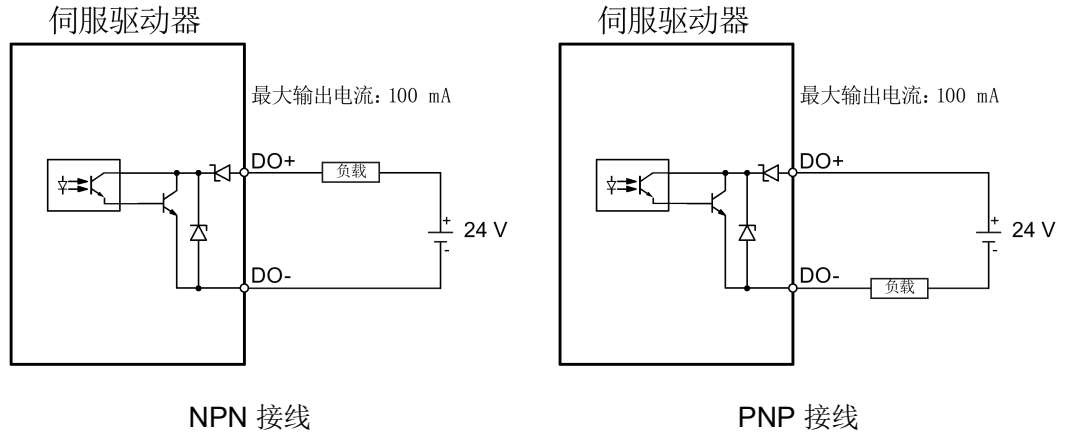 伺服驱动器
最大输出电流: 100 mA
DO+
负载
+
24 V
-
DO-
NPN 接线
伺服驱动器
最大输出电流: 100 mA
DO+
+
24 V
-
DO-
负载
PNP 接线